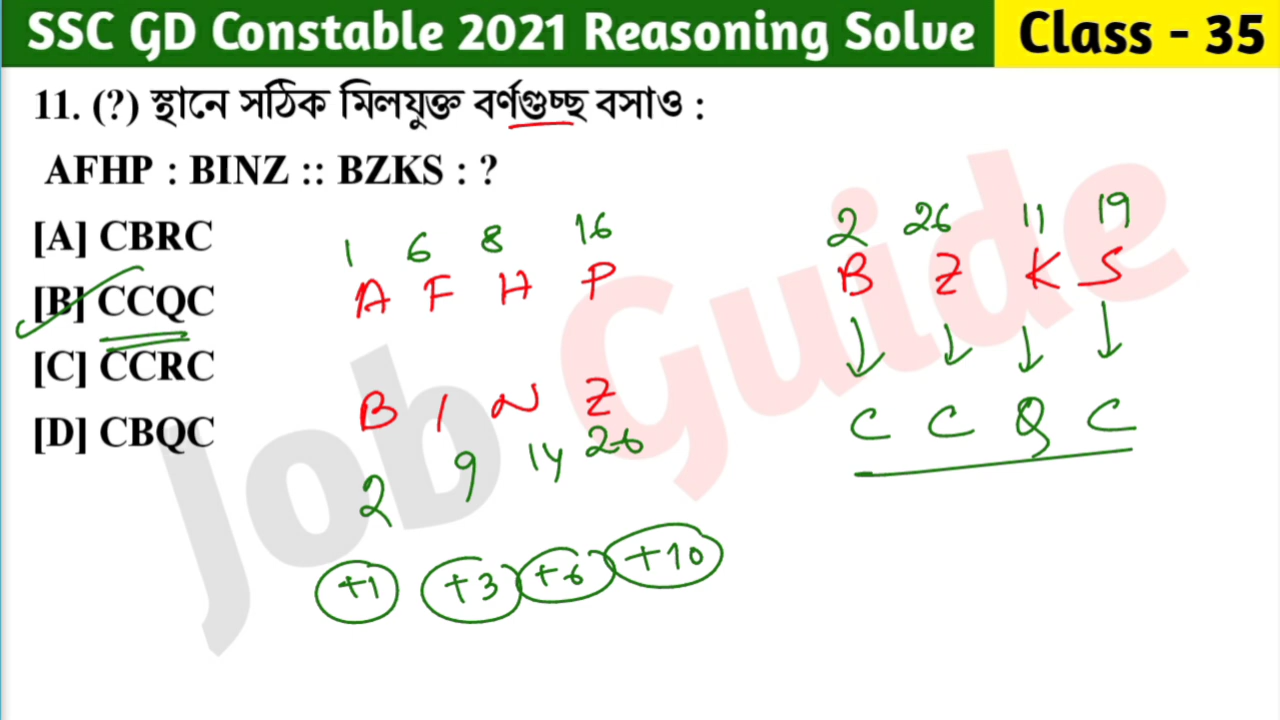 SSC GD Constable 2021 Reasoning Solve Class - 35
11. (?) স্থানে সঠিক মিলযুক্ত বর্ণগুচ্ছ বসাও :
AFHP : BINZ :: BZKS : ?
[A] CBRC
[B] CCQC
[C] CCRC
[D] CBQC
1 6 8 16
A F H P
B I N Z
2 9 14 26
+1 +3 +6 +10
2 26 11 19
B Z K S
C C Q C
Job Guide